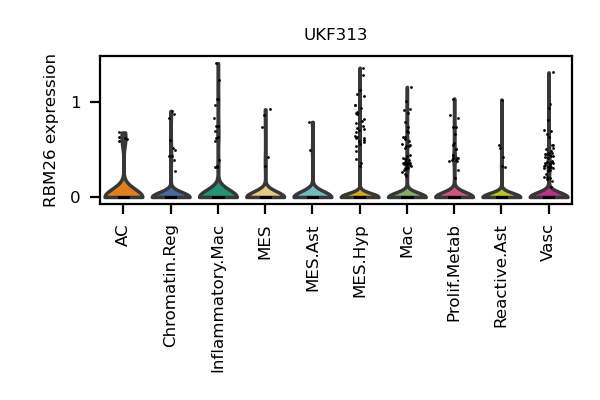 UKF313
RBM26 expression
1
0
AC
Chromatin.Reg
Inflammatory.Mac
MES
MES.Ast
MES.Hyp
Mac
Prolif.Metab
Reactive.Ast
Vasc